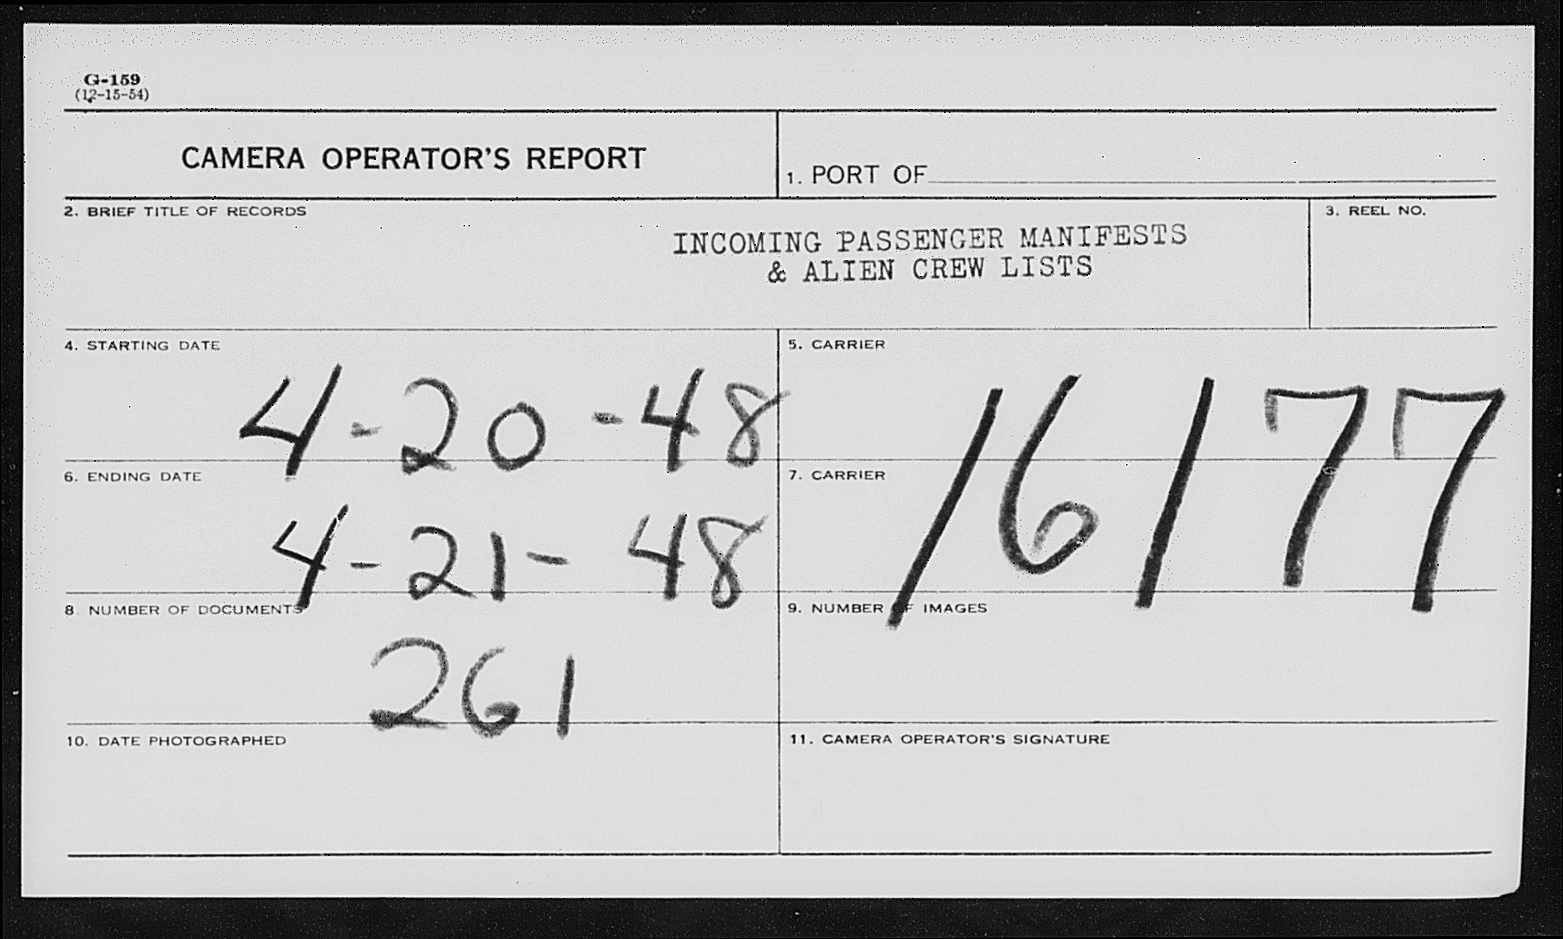 G-159
(12-15-54)
CAMERA OPERATOR'S REPORT
1. PORT OF
2. BRIEF TITLE OF RECORDS
INCOMING PASSENGER MANIFESTS
& ALIEN CREW LISTS
3. REEL NO.
4. STARTING DATE
4-20-48
5. CARRIER
16177
6. ENDING DATE
4-21-48
7. CARRIER
8. NUMBER OF DOCUMENTS
261
9. NUMBER OF IMAGES
10. DATE PHOTOGRAPHED
11. CAMERA OPERATOR'S SIGNATURE